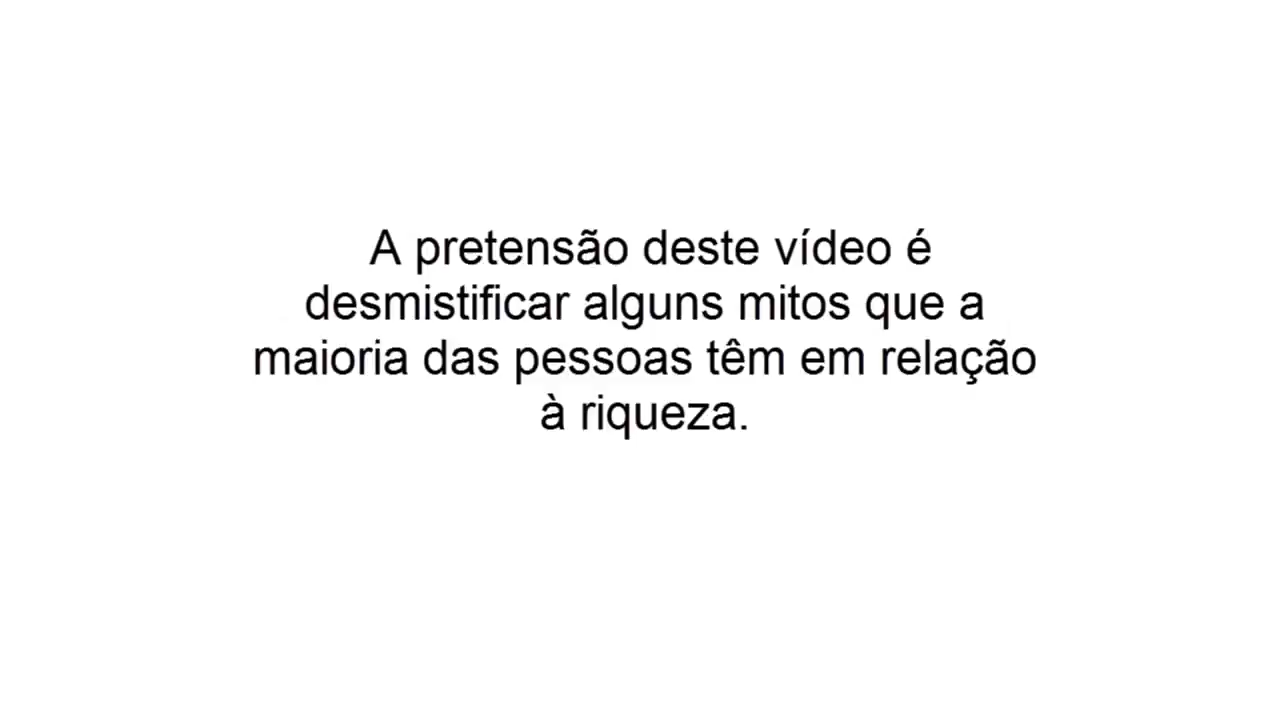 A pretensão deste vídeo é
desmistificar alguns mitos que a
maioria das pessoas têm em relação
à riqueza.